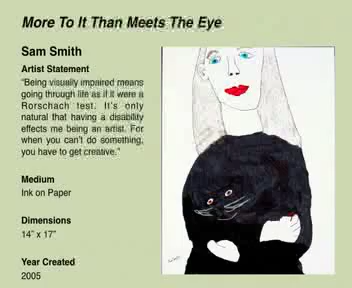 More To It Than Meets The Eye
Sam Smith
Artist Statement
"Being visually impaired means
going through life as if it were a
Rorschach test. It's only
natural that having a disability
effects me being an artist. For
when you can't do something,
you have to get creative."
Medium
Ink on Paper
Dimensions
14" x 17"
Year Created
2005